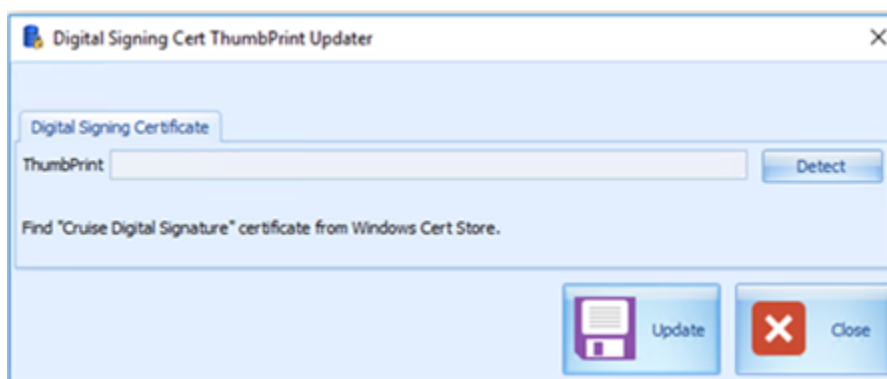 Digital Signing Cert ThumbPrint Updater
Digital Signing Certificate
ThumbPrint
Detect
Find "Cruise Digital Signature" certificate from Windows Cert Store.
Update
Close